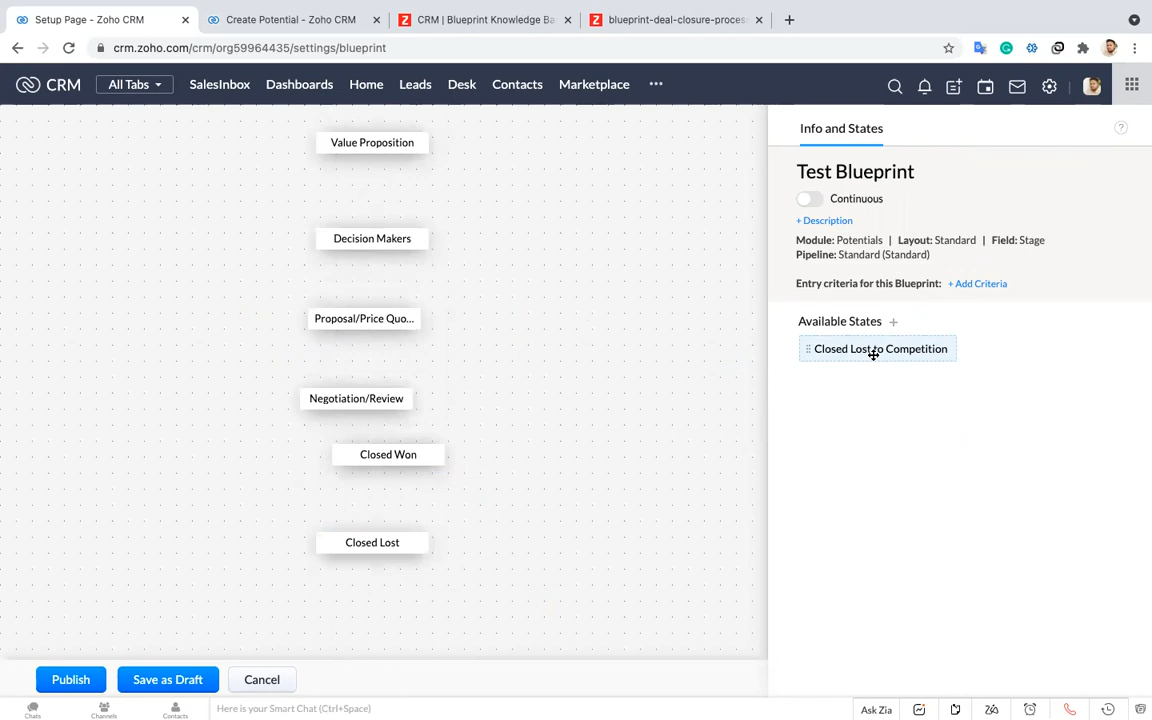 Setup Page - Zoho CRM
Create Potential - Zoho CRM
CRM | Blueprint Knowledge Ba
blueprint-deal-closure-proces
crm.zoho.com/crm/org59964435/settings/blueprint
CRM
All Tabs
SalesInbox
Dashboards
Home
Leads
Desk
Contacts
Marketplace
Value Proposition
Decision Makers
Proposal/Price Quo...
Negotiation/Review
Closed Won
Closed Lost
Info and States
?
Test Blueprint
Continuous
+ Description
Module: Potentials | Layout: Standard | Field: Stage
Pipeline: Standard (Standard)
Entry criteria for this Blueprint: + Add Criteria
Available States +
Closed Lost to Competition
Publish
Save as Draft
Cancel
Chats
Channels
Contacts
Here is your Smart Chat (Ctrl+Space)
Ask Zia